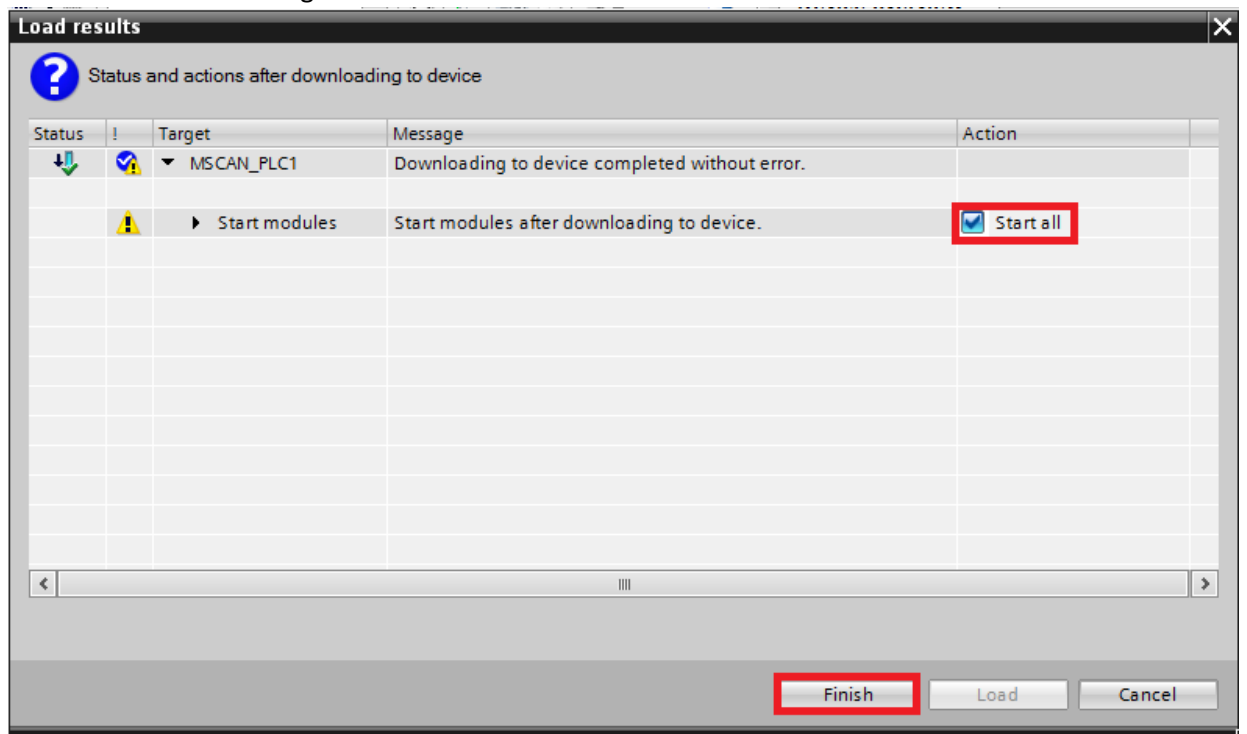 Load results
Status and actions after downloading to device
Status ! Target Message Action
MSCAN_PLC1 Downloading to device completed without error.
Start modules Start modules after downloading to device. Start all
Finish Load Cancel